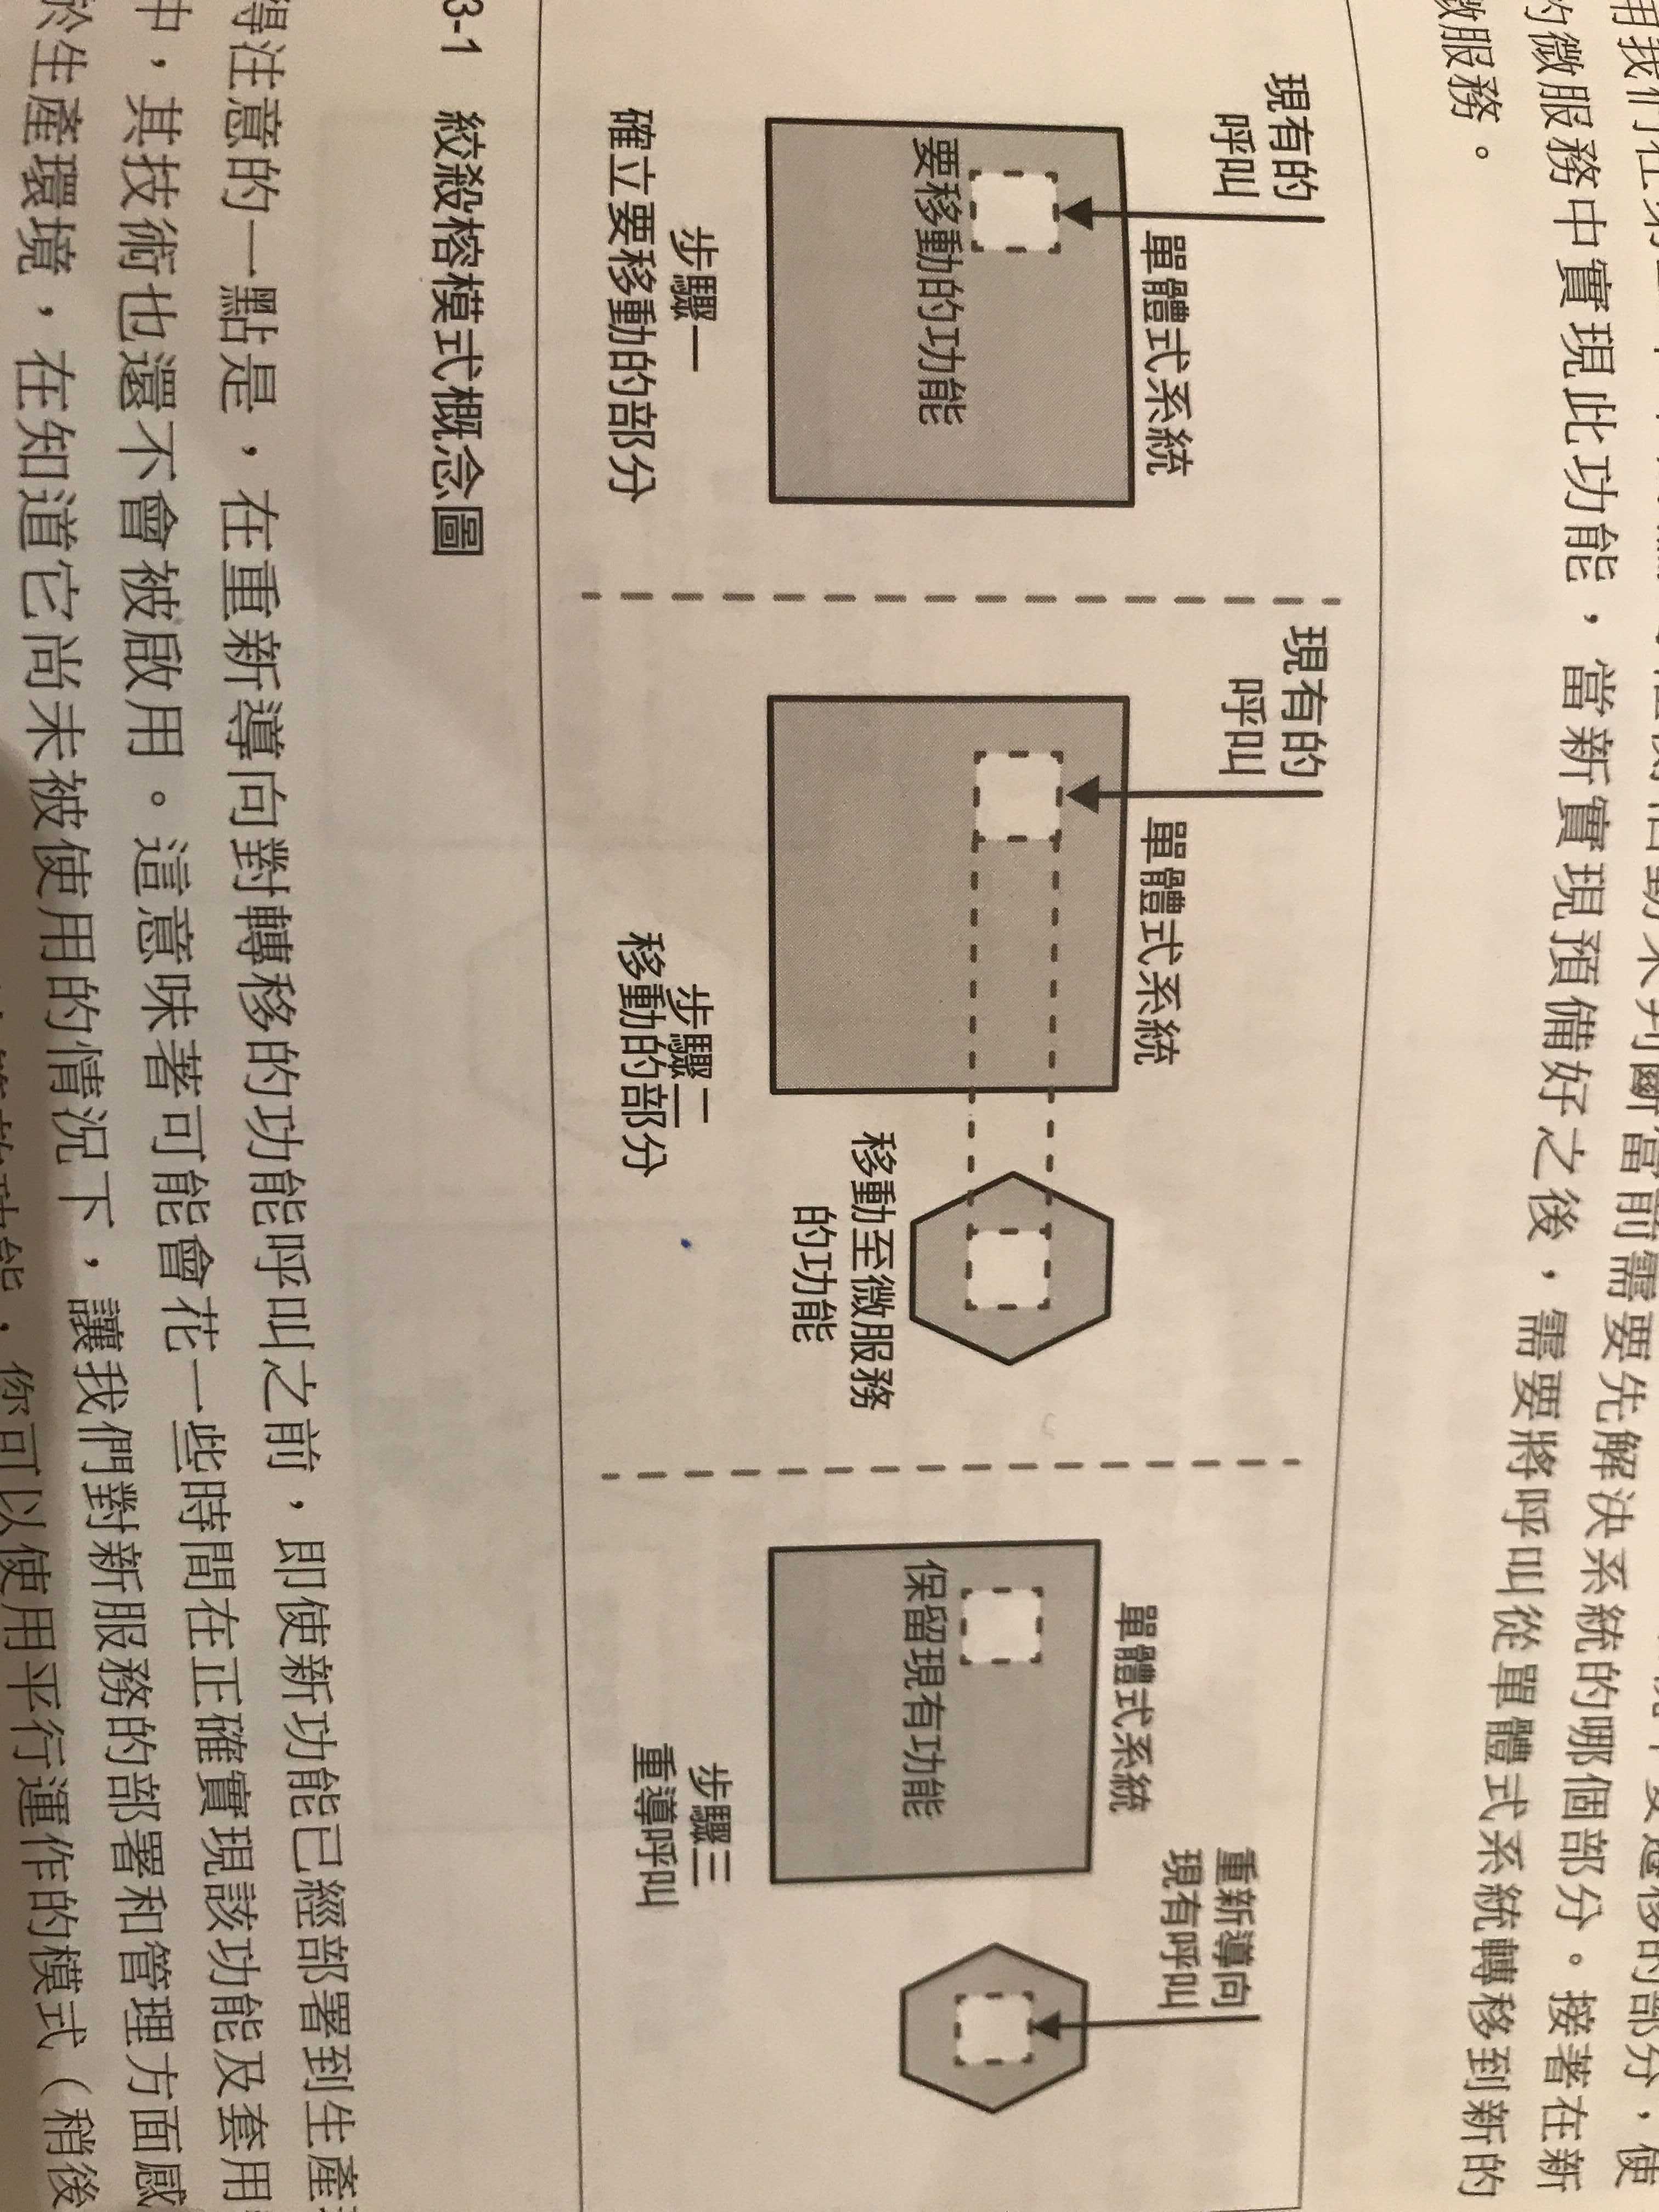 用我們在第
活動來判斷當前需要先解決系統的哪個部分。接著在新
要遷移的部分，使
的微服務中實現此功能，當新實現預備好之後，需要將呼叫從單體式系統轉移到新的
微服務。
現有的
呼叫
單體式系統
要移動的功能
步驟一
確立要移動的部分
現有的
呼叫
單體式系統
移動至微服務
的功能
步驟二
移動的部分
重新導向
現有呼叫
單體式系統
保留現有功能
步驟三
重導呼叫
3-1 絞殺榕模式概念圖
得注意的一點是，在重新導向對轉移的功能呼叫之前，即使新功能已經部署到生產
中，其技術也還不會被啟用。這意味著可能會花一些時間在正確實現該功能及套用
於生產環境，在知道它尚未被使用的情況下，讓我們對新服務的部署和管理方面感
功能，您可以使用平行運作的模式（稍後